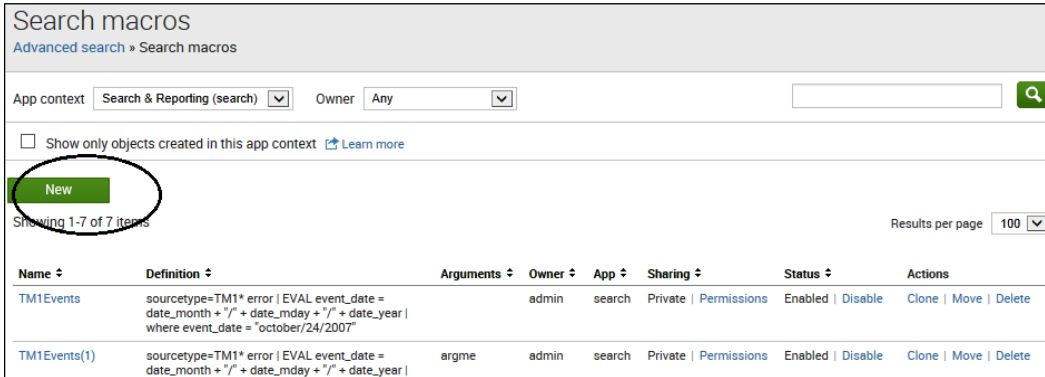 Search macros
Advanced search » Search macros
App context Search & Reporting (search) Owner Any
Show only objects created in this app context Learn more
New
Showing 1-7 of 7 items
Results per page 100
Name Definition Arguments Owner App Sharing Status Actions
TM1Events sourcetype=TM1* error | EVAL event_date = admin search Private | Permissions Enabled | Disable Clone | Move | Delete
date_month + "/" + date_mday + "/" + date_year |
where event_date = "october/24/2007"
TM1Events(1) sourcetype=TM1* error | EVAL event_date = argme admin search Private | Permissions Enabled | Disable Clone | Move | Delete
date_month + "/" + date_mday + "/" + date_year |